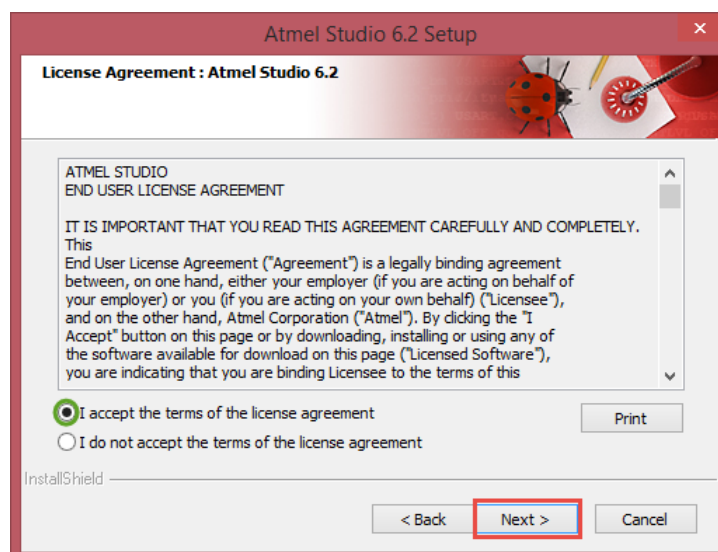 Atmel Studio 6.2 Setup
License Agreement : Atmel Studio 6.2
ATMEL STUDIO
END USER LICENSE AGREEMENT
IT IS IMPORTANT THAT YOU READ THIS AGREEMENT CAREFULLY AND COMPLETELY.
This
End User License Agreement ("Agreement") is a legally binding agreement
between, on one hand, either your employer (if you are acting on behalf of
your employer) or you (if you are acting on your own behalf) ("Licensee"),
and on the other hand, Atmel Corporation ("Atmel"). By clicking the "I
Accept" button on this page or by downloading, installing or using any of
the software available for download on this page ("Licensed Software"),
you are indicating that you are binding Licensee to the terms of this
I accept the terms of the license agreement
Print
I do not accept the terms of the license agreement
InstallShield
< Back Next > Cancel